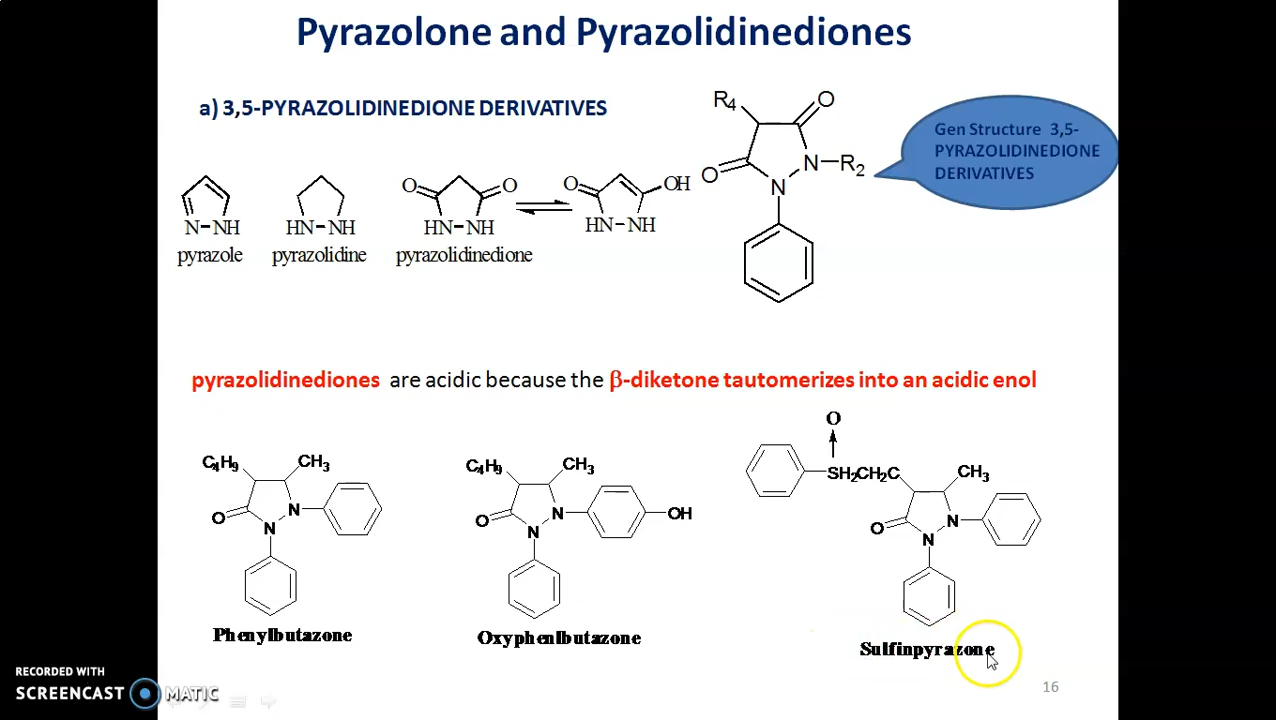 Pyrazolone and Pyrazolidinediones
a) 3,5-PYRAZOLIDINEDIONE DERIVATIVES
R4
O
O
N
N
R2
Gen Structure 3,5-
PYRAZOLIDINEDIONE
DERIVATIVES
N NH
pyrazole
HN NH
pyrazolidine
O O
HN NH
pyrazolidinedione
O OH
HN NH
pyrazolidinediones are acidic because the β-diketone tautomerizes into an acidic enol
C4H9
CH3
O
N
N
Phenylbutazone
C4H9
CH3
O
N
N
OH
Oxyphenlbutazone
O
SH2CH2C
CH3
O
N
N
Sulfinpyrazone
RECORDED WITH
SCREENCAST MATIC
16